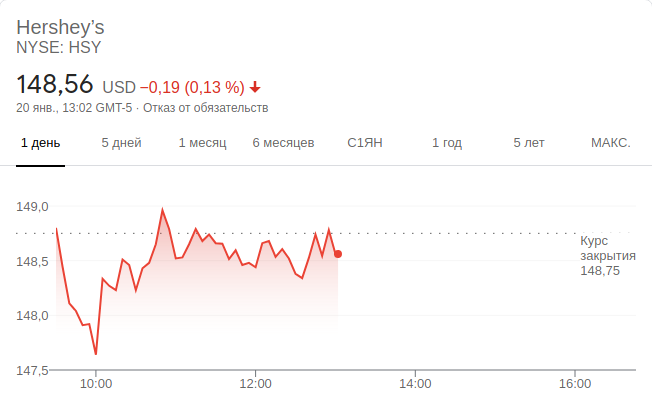 Hershey’s
NYSE: HSY
148,56 USD −0,19 (0,13 %)
20 янв., 13:02 GMT-5 · Отказ от обязательств
1 день 5 дней 1 месяц 6 месяцев С1ЯН 1 год 5 лет МАКС.
149,0
Курс
закрытия
148,75
148,5
148,0
147,5
10:00 12:00 14:00 16:00